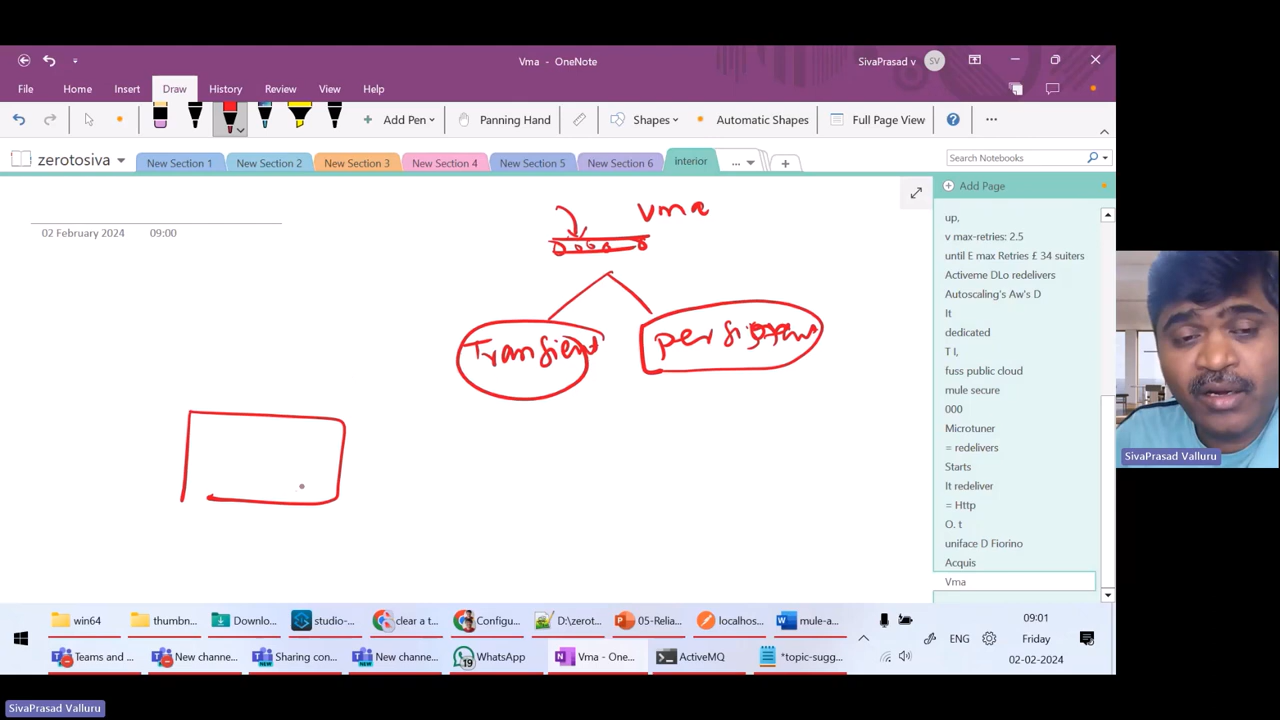 Vma - OneNote
SivaPrasad v
SV
File
Home
Insert
Draw
History
Review
View
Help
Add Pen
Panning Hand
Shapes
Automatic Shapes
Full Page View
zerotosiva
New Section 1
New Section 2
New Section 3
New Section 4
New Section 5
New Section 6
interior
...
Search Notebooks
Add Page
02 February 2024
09:00
vma
Transient
up,
v max-retries: 2.5
until E max Retries £ 34 suiters
Activeme DLo redelivers
Autoscaling's Aw's D
It
dedicated
T I,
fuss public cloud
mule secure
000
Microtuner
= redelivers
Starts
It redeliver
= Http
O. t
uniface D Fiorino
Acquis
Vma
SivaPrasad Valluru
win64
thumbn...
Downlo...
studio-...
clear a t...
Configu...
D:\zerot...
05-Relia...
localhos...
mule-a...
09:01
Teams and ...
New channe...
Sharing con...
New channe...
19
WhatsApp
Vma - One...
ActiveMQ
*topic-sugg...
ENG
Friday
02-02-2024
SivaPrasad Valluru